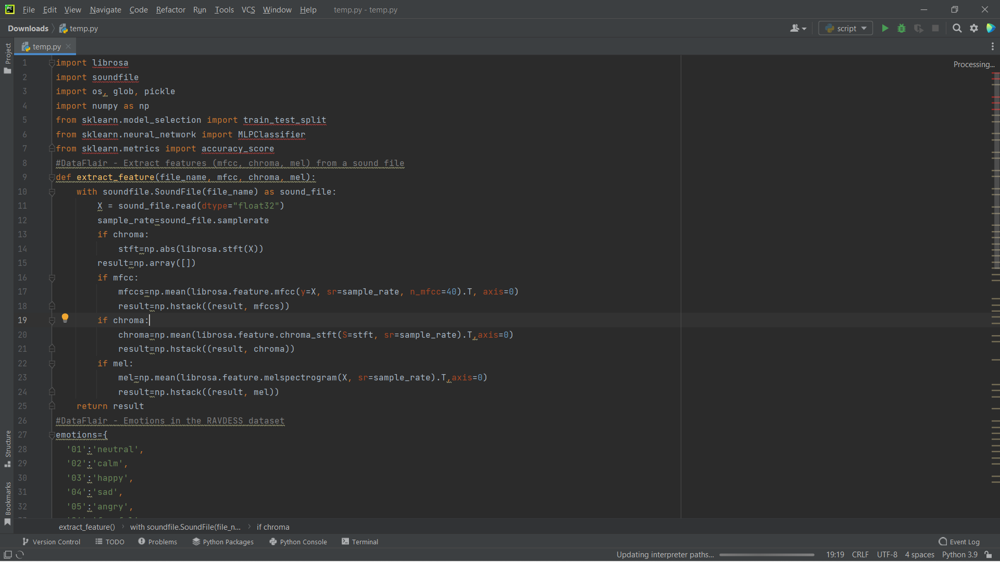 File Edit View Navigate Code Refactor Run Tools VCS Window Help temp.py - temp.py
Downloads temp.py script
Project
temp.py
Processing...
1 import librosa
2 import soundfile
3 import os, glob, pickle
4 import numpy as np
5 from sklearn.model_selection import train_test_split
6 from sklearn.neural_network import MLPClassifier
7 from sklearn.metrics import accuracy_score
8 #DataFlair - Extract features (mfcc, chroma, mel) from a sound file
9 def extract_feature(file_name, mfcc, chroma, mel):
10 with soundfile.SoundFile(file_name) as sound_file:
11 X = sound_file.read(dtype="float32")
12 sample_rate=sound_file.samplerate
13 if chroma:
14 stft=np.abs(librosa.stft(X))
15 result=np.array([])
16 if mfcc:
17 mfccs=np.mean(librosa.feature.mfcc(y=X, sr=sample_rate, n_mfcc=40).T, axis=0)
18 result=np.hstack((result, mfccs))
19 if chroma:
20 chroma=np.mean(librosa.feature.chroma_stft(S=stft, sr=sample_rate).T,axis=0)
21 result=np.hstack((result, chroma))
22 if mel:
23 mel=np.mean(librosa.feature.melspectrogram(X, sr=sample_rate).T,axis=0)
24 result=np.hstack((result, mel))
25 return result
26 #DataFlair - Emotions in the RAVDESS dataset
27 emotions={
28 '01':'neutral',
29 '02':'calm',
30 '03':'happy',
31 '04':'sad',
32 '05':'angry',
Structure
Bookmarks
extract_feature() with soundfile.SoundFile(file_n... if chroma
Version Control TODO Problems Python Packages Python Console Terminal Event Log
Updating interpreter paths... 19:19 CRLF UTF-8 4 spaces Python 3.9